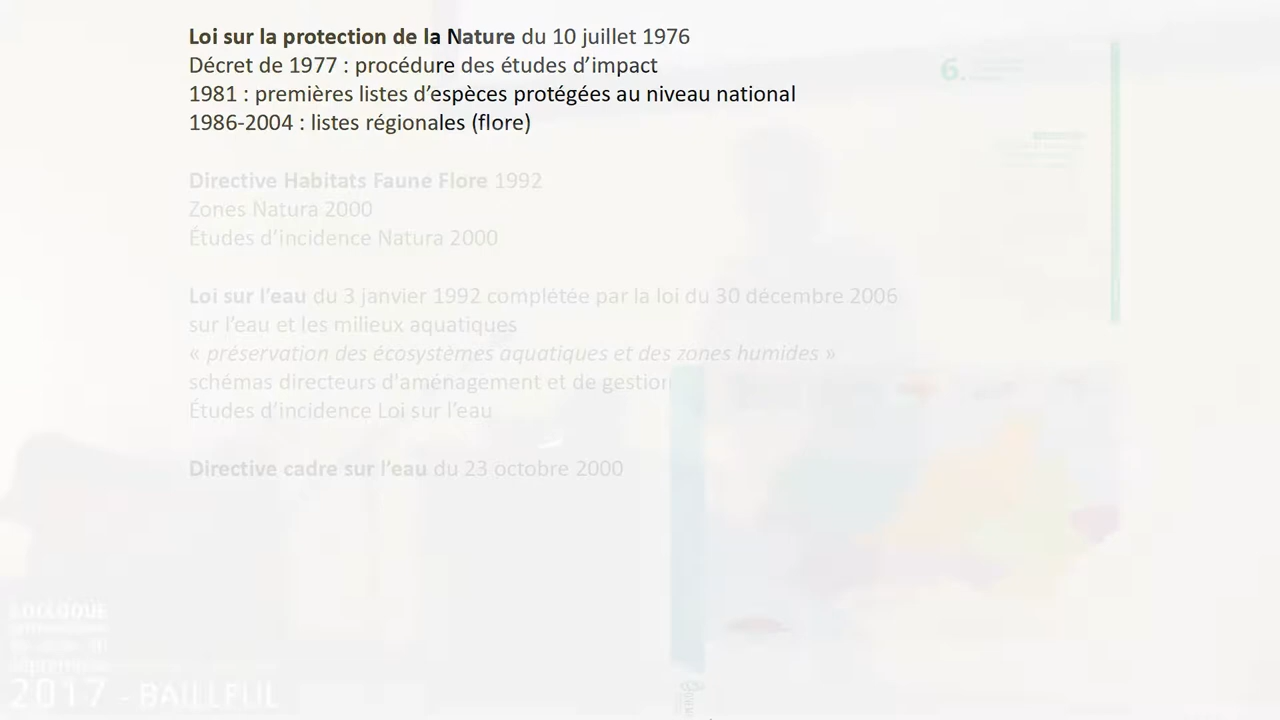 Loi sur la protection de la Nature du 10 juillet 1976
Décret de 1977 : procédure des études d’impact
1981 : premières listes d’espèces protégées au niveau national
1986-2004 : listes régionales (flore)
Directive Habitats Faune Flore 1992
Zones Natura 2000
Études d’incidence Natura 2000
Loi sur l’eau du 3 janvier 1992 complétée par la loi du 30 décembre 2006
sur l’eau et les milieux aquatiques
« préservation des écosystèmes aquatiques et des zones humides »
schémas directeurs d'aménagement et de gestion
Études d’incidence Loi sur l’eau
Directive cadre sur l’eau du 23 octobre 2000
6.
COLLOQUE
2017 - BAILLEUL